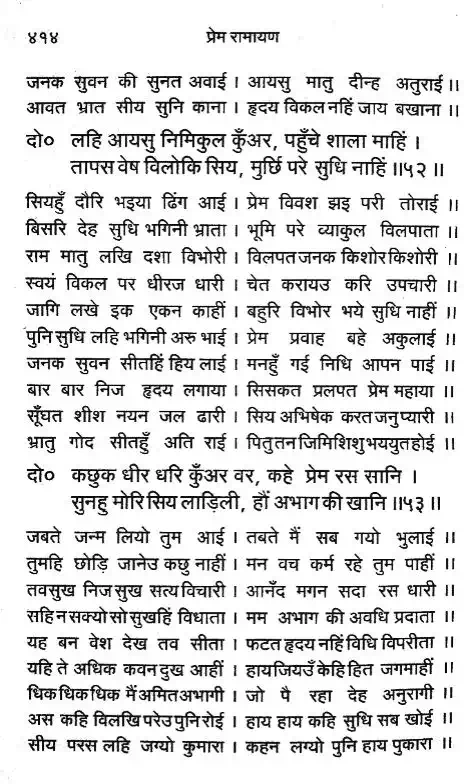 ४१४ प्रेम रामायण
जनक सुवन की सुनत अवाई । आयसु मातु दीन्ह अतुराई ।।
आवत भ्रात सीय सुनि काना । हृदय विकल नहिं जाय बखाना ।।
दो० लहि आयसु निमिकुल कुँअर, पहुँचे शाला माहिं ।
तापस वेष विलोकि सिय, मुर्छि परे सुधि नाहिं ।।५२ ।।
सियहुँ दौरि भइया ढिंग आई । प्रेम विवश झइ परी तोराई ।।
बिसरि देह सुधि भगिनी भ्राता । भूमि परे व्याकुल विलपाता ।।
राम मातु लखि दशा विभोरी । विलपत जनक किशोर किशोरी ।।
स्वयं विकल पर धीरज धारी । चेत करायउ करि उपचारी ।।
जागि लखे इक एकन काहीं । बहुरि विभोर भये सुधि नाहीं ।।
पुनि सुधि लहि भगिनी अरु भाई । प्रेम प्रवाह बहे अकुलाई ।।
जनक सुवन सीतहिं हिय लाई । मनहुँ गई निधि आपन पाई ।।
बार बार निज हृदय लगाया । सिसकत प्रलपत प्रेम महाया ।।
सूँघत शीश नयन जल ढारी । सिय अभिषेक करत जनु प्यारी ।।
भ्रातु गोद सीतहुँ अति राई । पितु तन जिमि शिशु भययुत होई ।।
दो० कछुक धीर धरि कुँअर वर, कहे प्रेम रस सानि ।
सुनहु मोरि सिय लाड़िली, हौं अभाग की खानि ।।५३ ।।
जबते जन्म लियो तुम आई । तबते मैं सब गयो भुलाई ।।
तुमहि छोड़ि जानेउ कछु नाहीं । मन वच कर्म रहे तुम पाहीं ।।
तवसुख निजसुख सत्य विचारी । आनँद मगन सदा रस धारी ।।
सहि न सक्यो सो सुखहिं विधाता । मम अभाग की अवधि प्रदाता ।।
यह बन वेश देख तव सीता । फटत हृदय नहिं विधि विपरीता ।।
यहि ते अधिक कवन दुख आहीं । हाय जियउँ केहि हित जगमाहीं ।।
धिक धिक धिक मैं अमित अभागी । जो पै रहा देह अनुरागी ।।
अस कहि विलखि परेउ पुनि रोई । हाय हाय कहि सुधि सब खोई ।।
सीय परस लहि जग्यो कुमारा । कहन लग्यो पुनि हाय पुकारा ।।